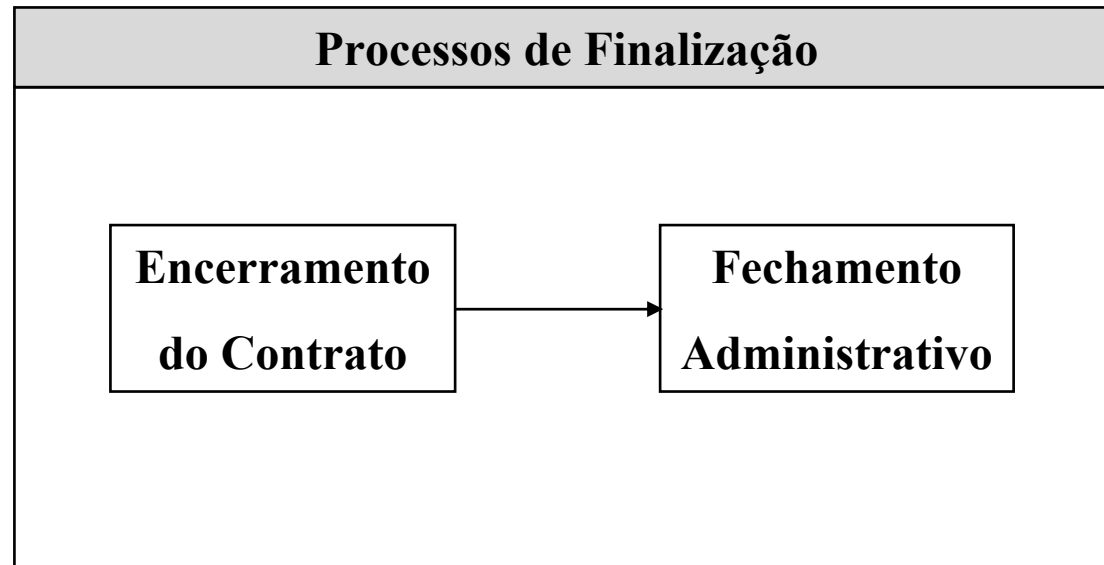 Processos de Finalização
Encerramento
do Contrato
Fechamento
Administrativo